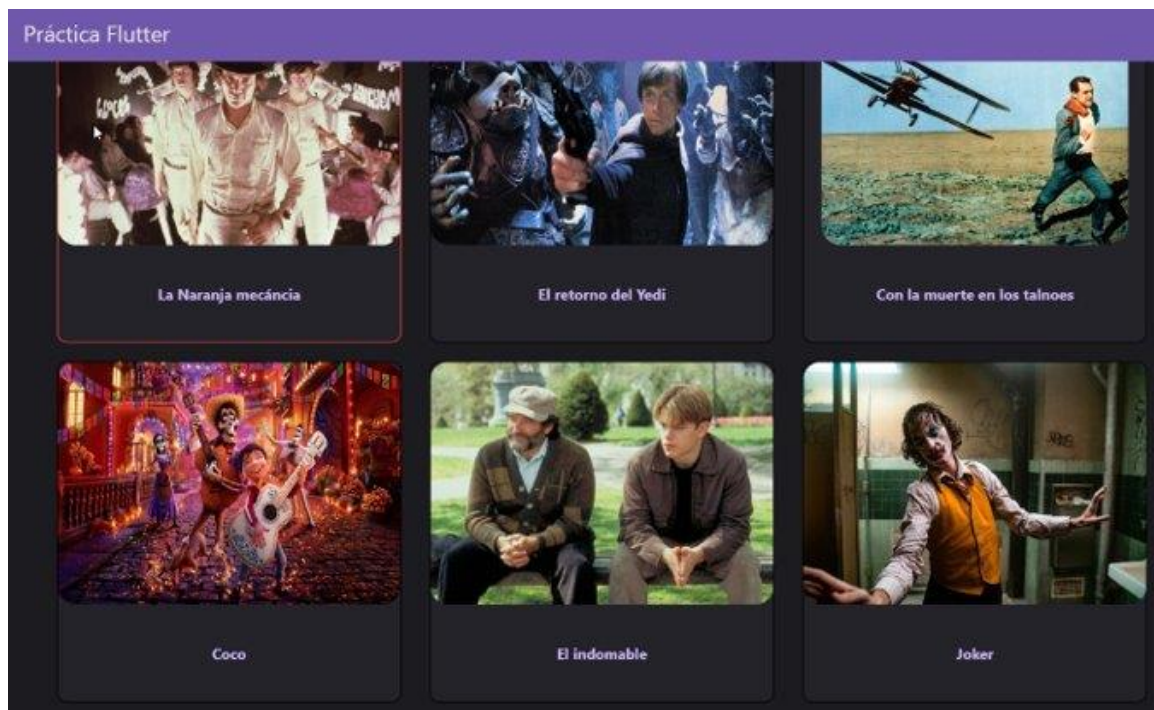 Práctica Flutter
La Naranja mecáncia
El retorno del Yedi
Con la muerte en los talnoes
Coco
El indomable
Joker